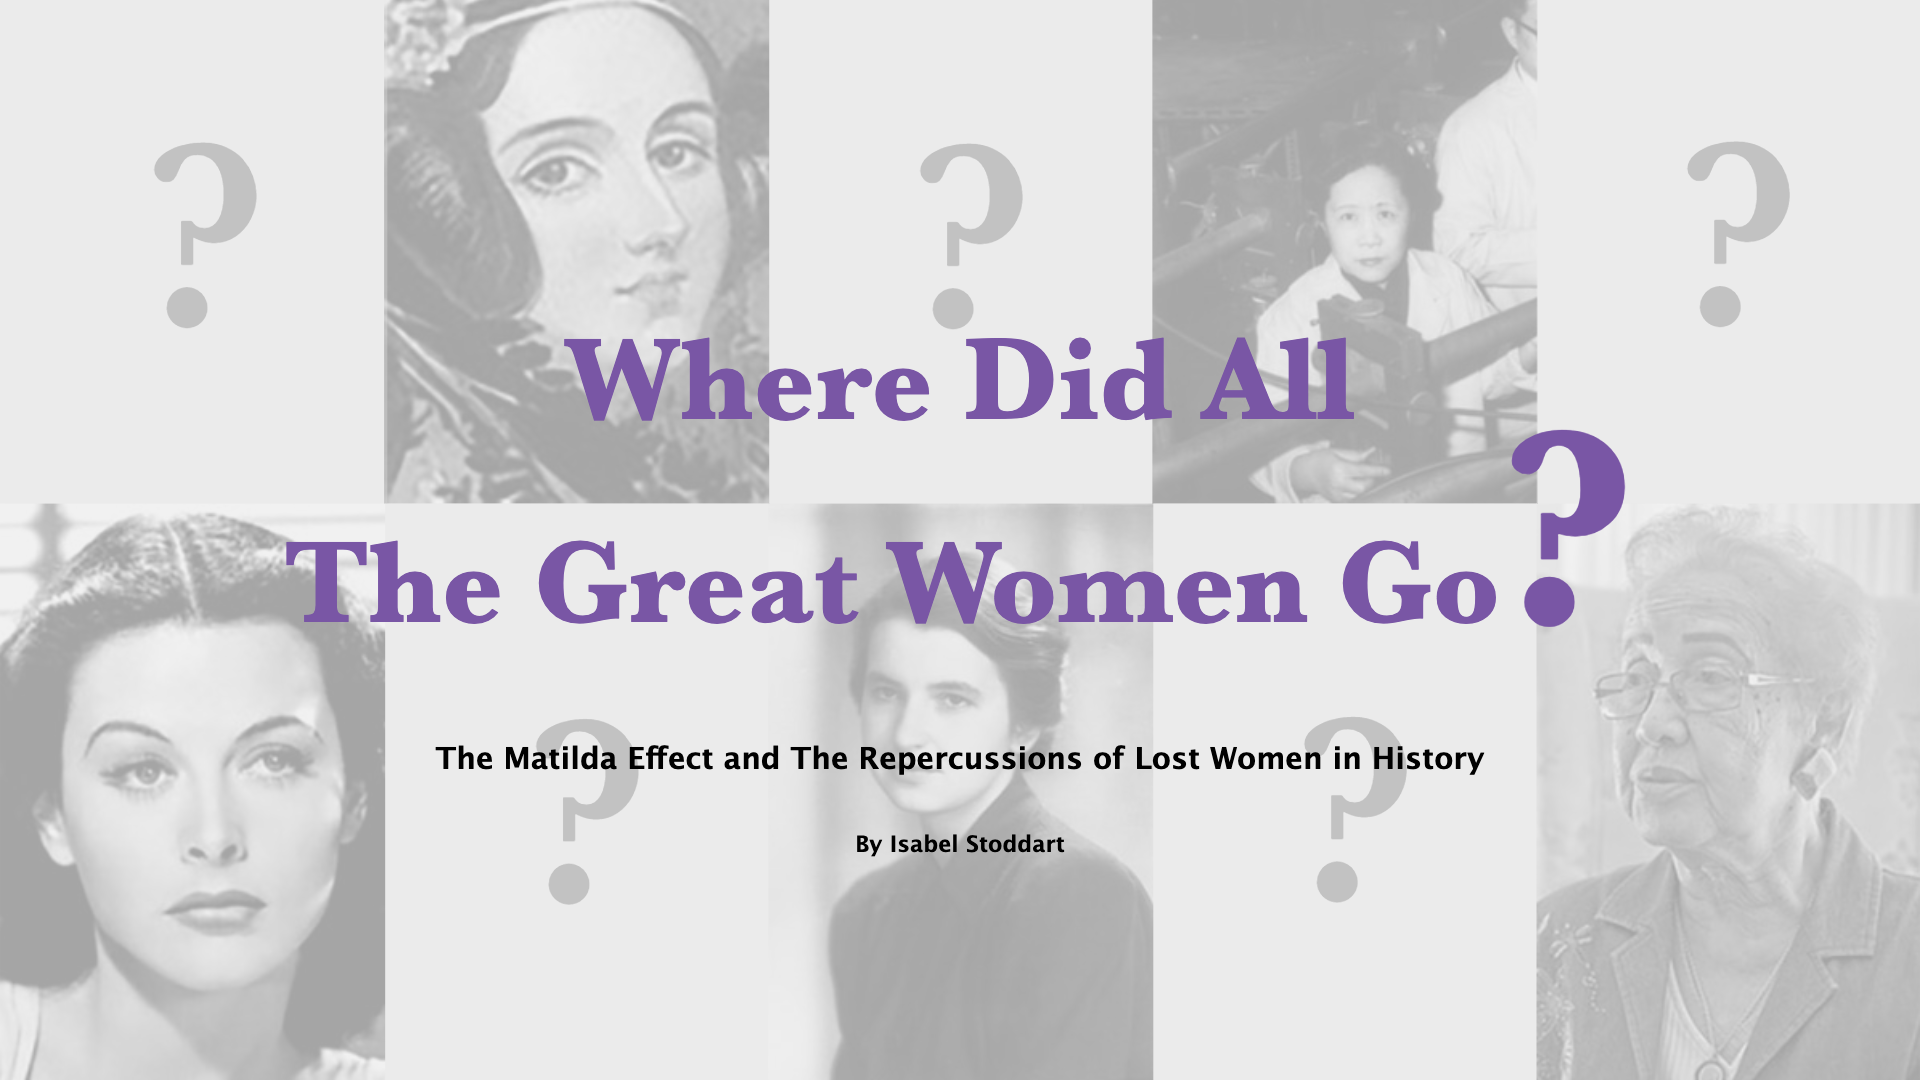 ? ? ?
Where Did All
The Great Women Go?
? ?
The Matilda Effect and The Repercussions of Lost Women in History
By Isabel Stoddart